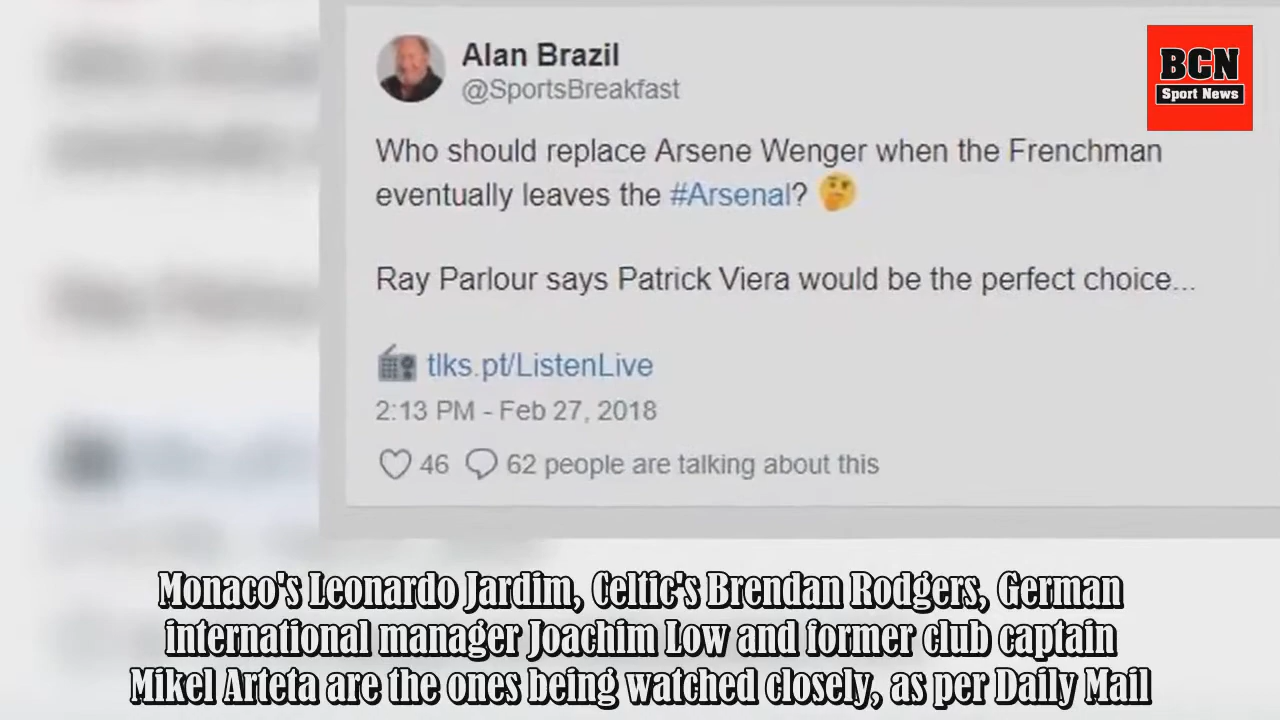 Alan Brazil
@SportsBreakfast
BCN
Sport News
Who should replace Arsene Wenger when the Frenchman
eventually leaves the #Arsenal? 🤔
Ray Parlour says Patrick Viera would be the perfect choice...
📻 tlks.pt/ListenLive
2:13 PM - Feb 27, 2018
46 62 people are talking about this
Monaco's Leonardo Jardim, Celtic's Brendan Rodgers, German
international manager Joachim Low and former club captain
Mikel Arteta are the ones being watched closely, as per Daily Mail